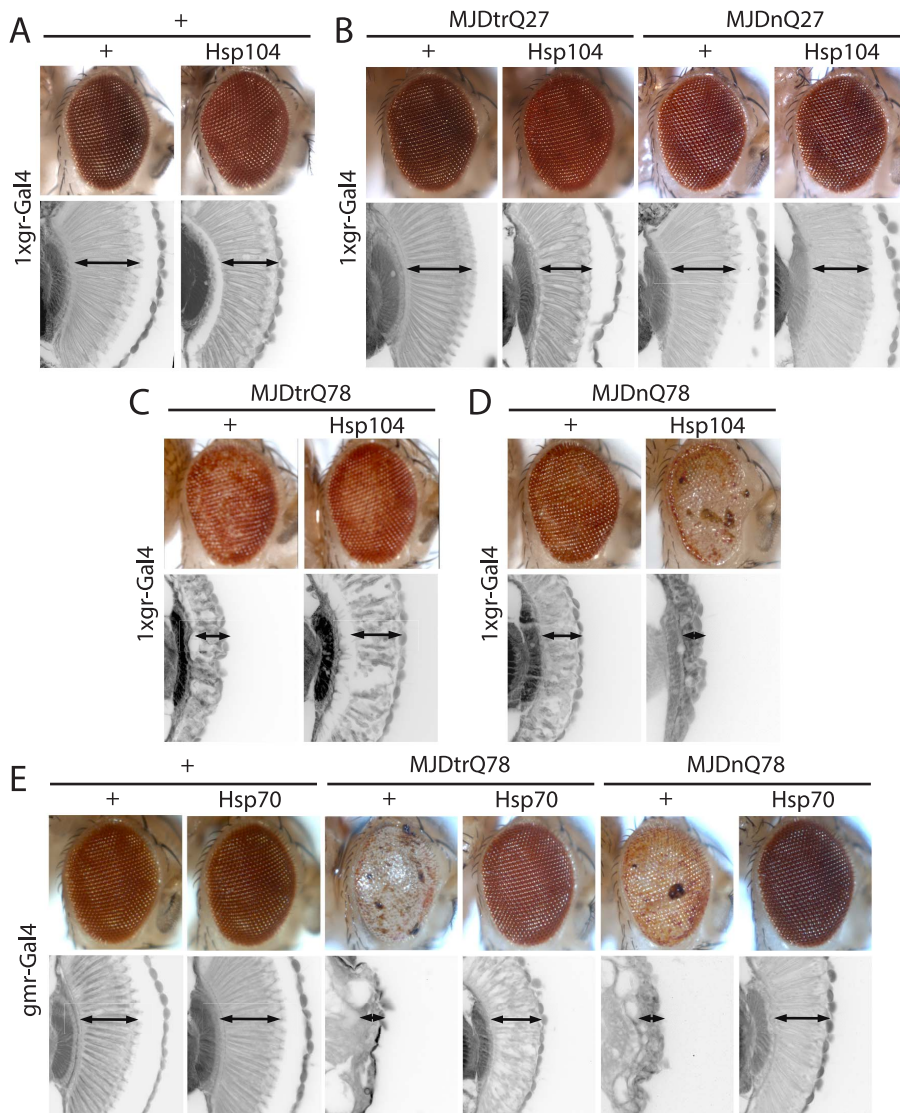 A
+
+ Hsp104
1xgr-Gal4
B
MJDtrQ27 MJDnQ27
+ Hsp104 + Hsp104
1xgr-Gal4
C
MJDtrQ78
+ Hsp104
1xgr-Gal4
D
MJDnQ78
+ Hsp104
1xgr-Gal4
E
+ MJDtrQ78 MJDnQ78
+ Hsp70 + Hsp70 + Hsp70
gmr-Gal4